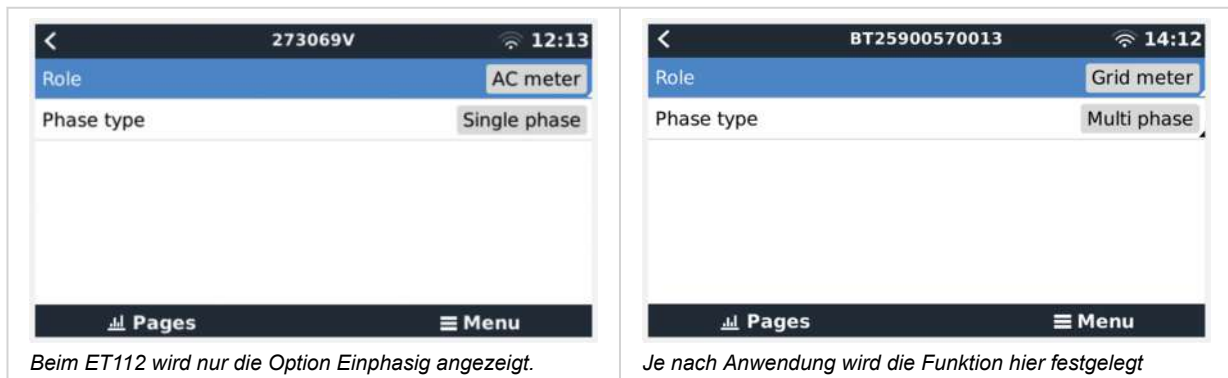 273069V 12:13
Role AC meter
Phase type Single phase
Pages Menu
Beim ET112 wird nur die Option Einphasig angezeigt.
BT25900570013 14:12
Role Grid meter
Phase type Multi phase
Pages Menu
Je nach Anwendung wird die Funktion hier festgelegt